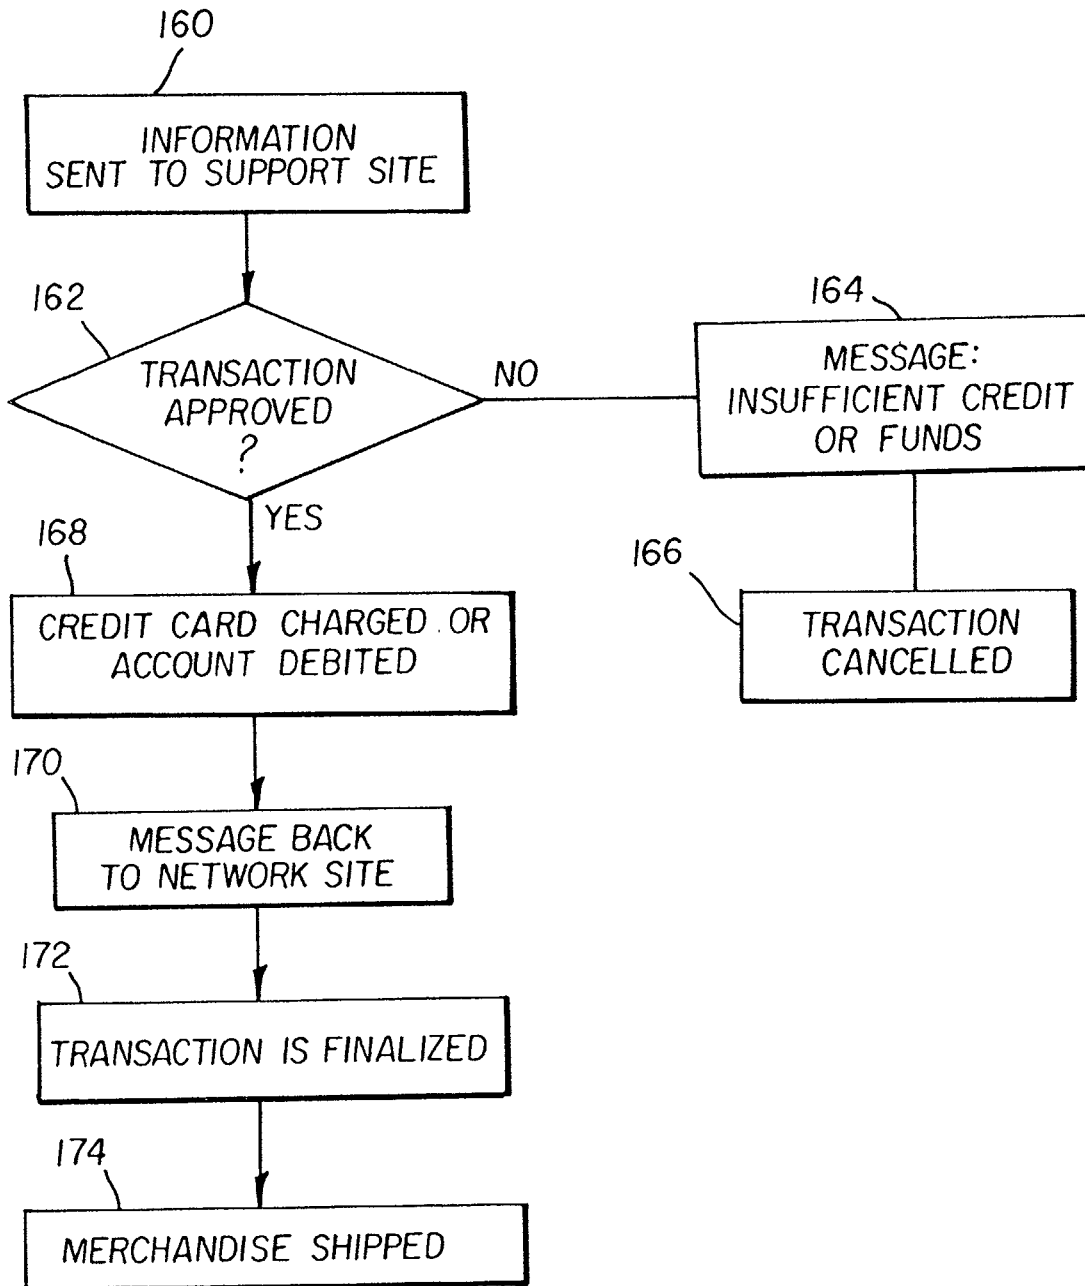 160
INFORMATION
SENT TO SUPPORT SITE
162
TRANSACTION
APPROVED
?
NO
164
MESSAGE:
INSUFFICIENT CREDIT
OR FUNDS
166
TRANSACTION
CANCELLED
YES
168
CREDIT CARD CHARGED OR
ACCOUNT DEBITED
170
MESSAGE BACK
TO NETWORK SITE
172
TRANSACTION IS FINALIZED
174
MERCHANDISE SHIPPED